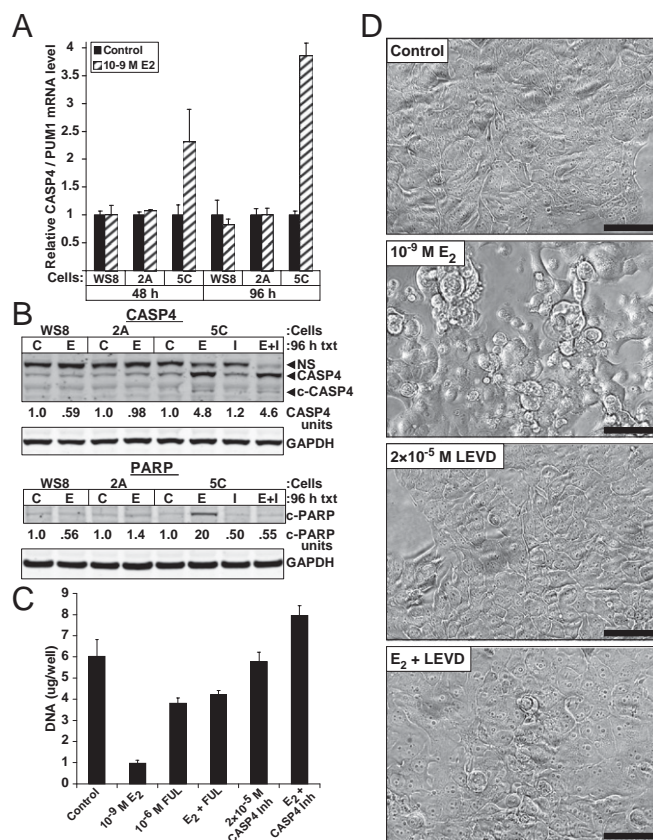 A
Relative CASP4 / PUM1 mRNA level
4
3.5
3
2.5
2
1.5
1
0.5
Control
10-9 M E2
Cells: WS8 2A 5C WS8 2A 5C
48 h 96 h
B
CASP4
WS8 2A 5C :Cells
C E C E C E I E+I :96 h txt
NS
CASP4
c-CASP4
1.0 .59 1.0 .98 1.0 4.8 1.2 4.6 CASP4 units
GAPDH
PARP
WS8 2A 5C :Cells
C E C E C E I E+I :96 h txt
c-PARP
1.0 .56 1.0 1.4 1.0 20 .50 .55 c-PARP units
GAPDH
C
DNA (ug/well)
9
8
7
6
5
4
3
2
1
0
Control
10⁻⁹ M E2
10⁻⁶ M FUL
E₂ + FUL
2x10⁻⁵ M CASP4 Inh
E₂ + CASP4 Inh
D
Control
10⁻⁹ M E₂
2×10⁻⁵ M LEVD
E₂ + LEVD